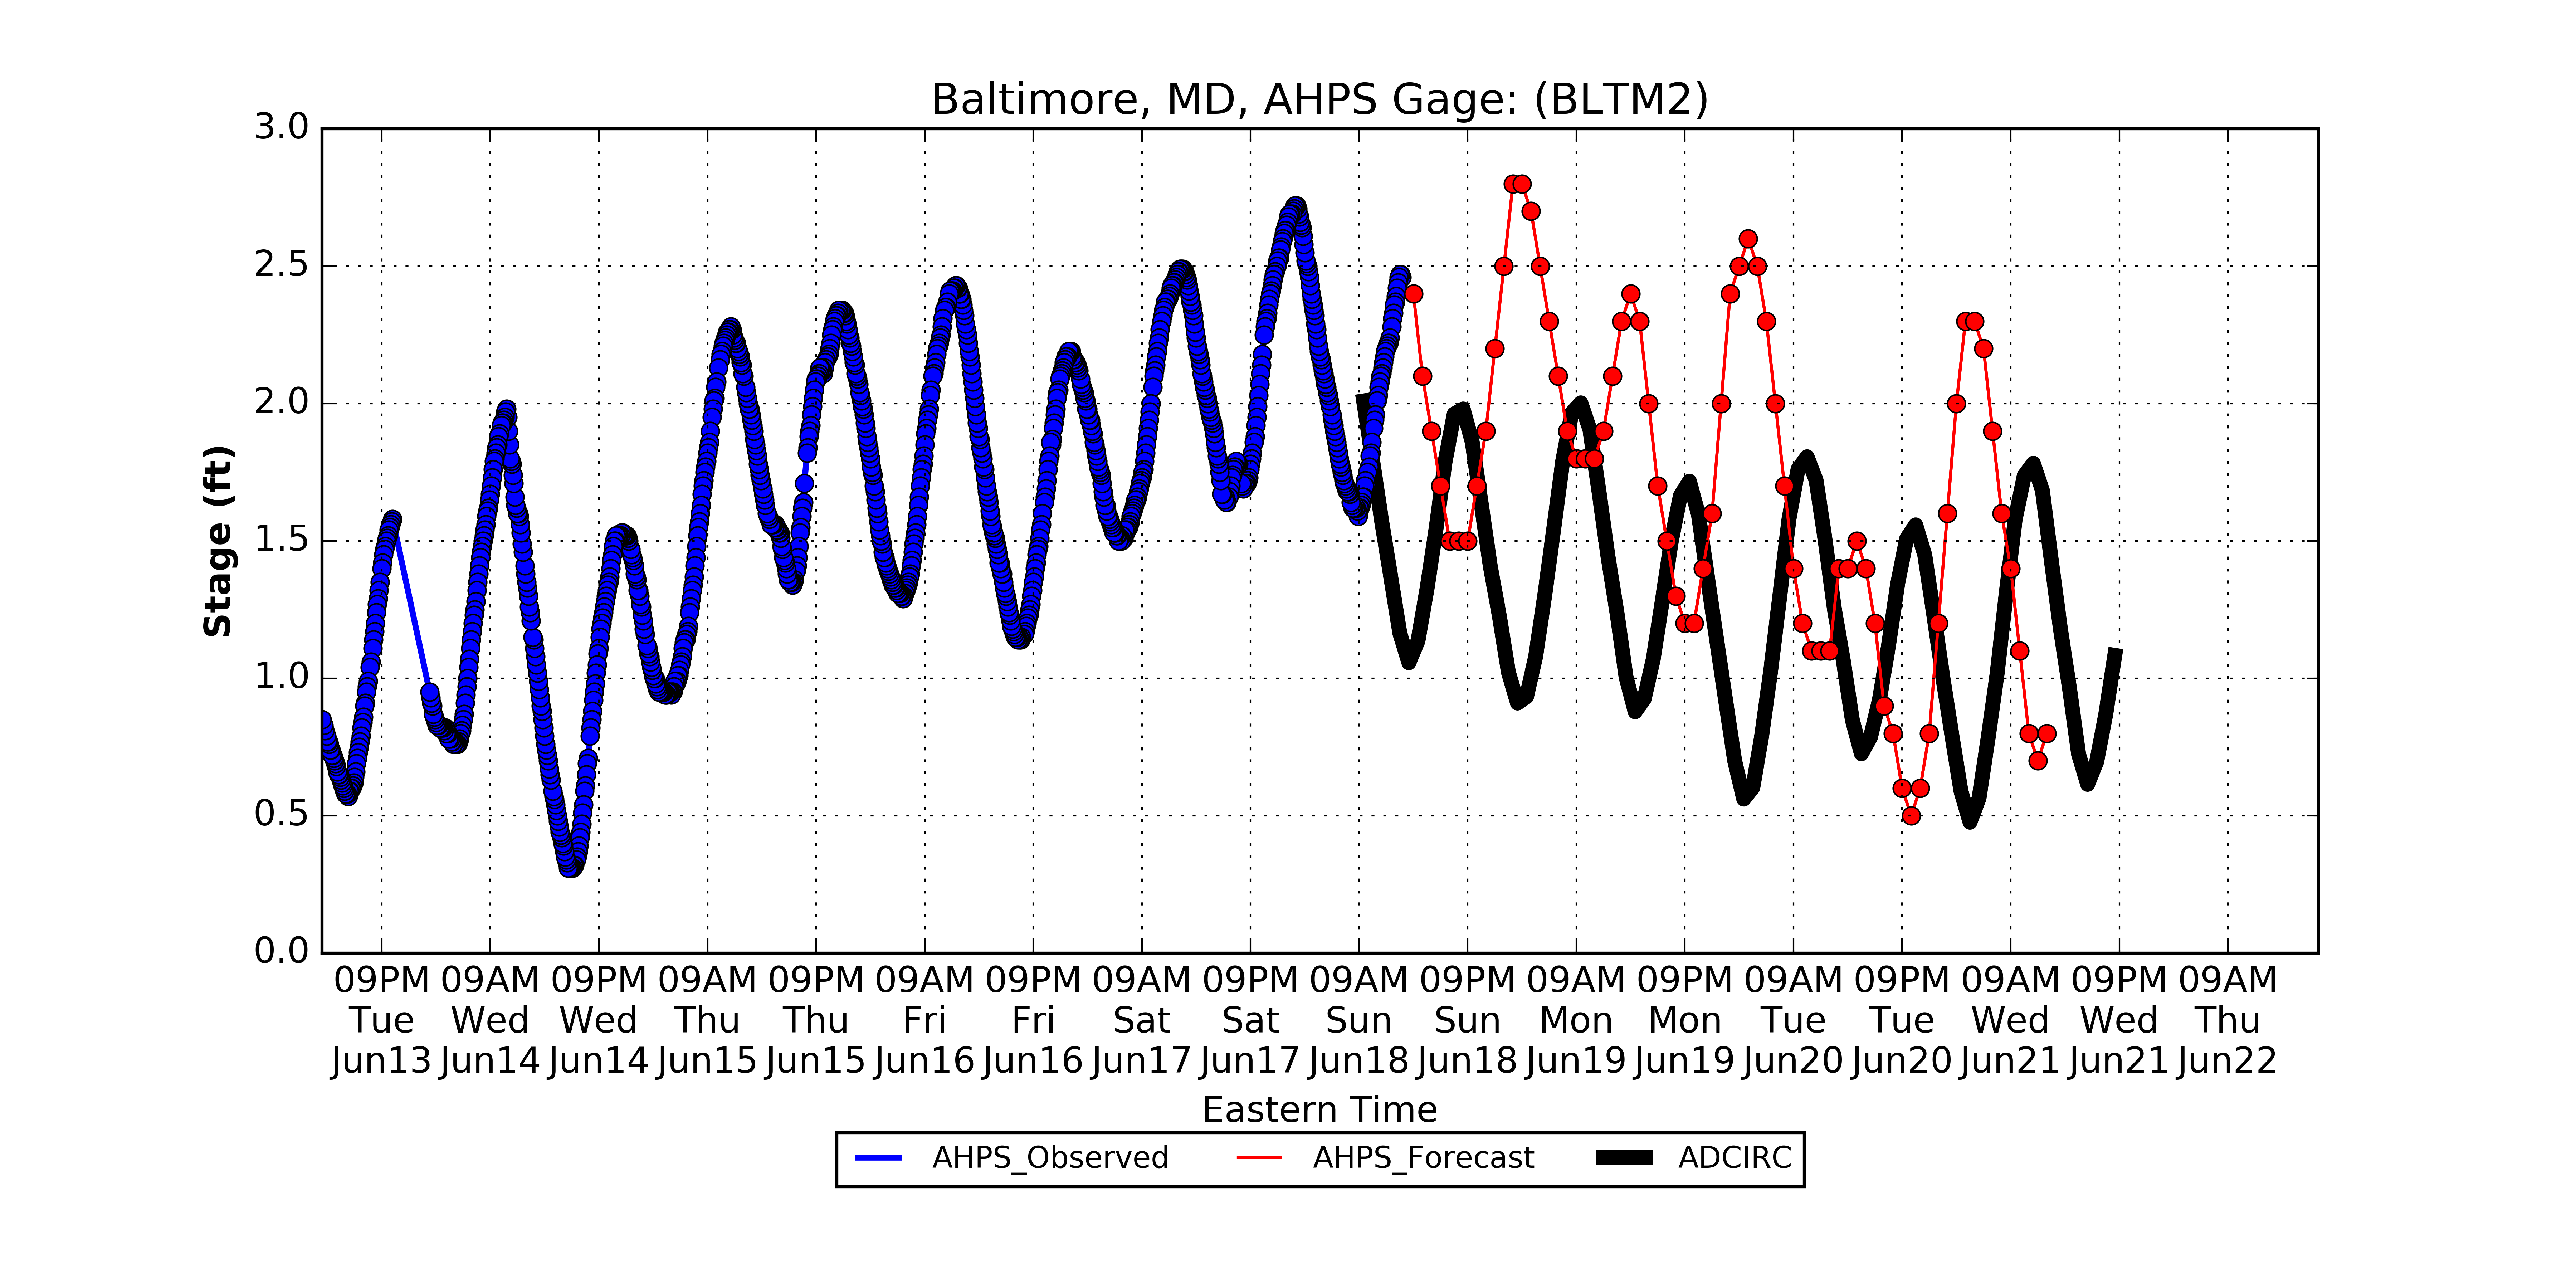 Baltimore, MD, AHPS Gage: (BLTM2)
3.0
2.5
2.0
1.5
1.0
0.5
0.0
Stage (ft)
09PM 09AM 09PM 09AM 09PM 09AM 09PM 09AM 09PM 09AM 09PM 09AM 09PM 09AM 09PM 09AM 09PM 09AM
Tue Wed Wed Thu Thu Fri Fri Sat Sat Sun Sun Mon Mon Tue Tue Wed Wed Thu
Jun13 Jun14 Jun14 Jun15 Jun15 Jun16 Jun16 Jun17 Jun17 Jun18 Jun18 Jun19 Jun19 Jun20 Jun20 Jun21 Jun21 Jun22
Eastern Time
AHPS_Observed AHPS_Forecast ADCIRC